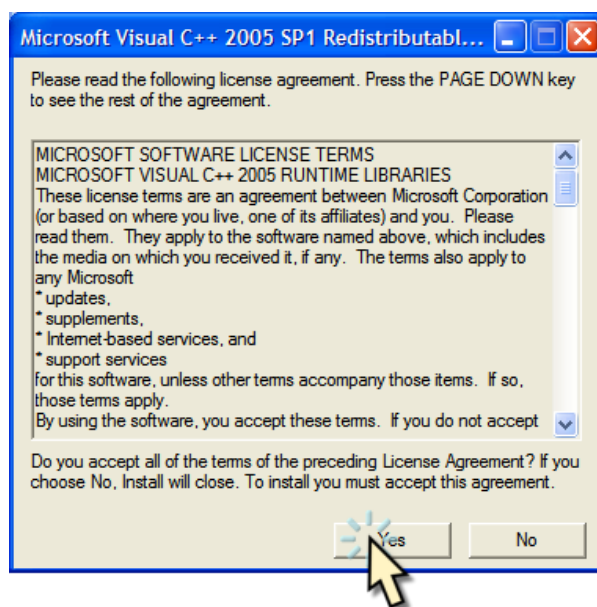 Microsoft Visual C++ 2005 SP1 Redistributabl...
Please read the following license agreement. Press the PAGE DOWN key
to see the rest of the agreement.
MICROSOFT SOFTWARE LICENSE TERMS
MICROSOFT VISUAL C++ 2005 RUNTIME LIBRARIES
These license terms are an agreement between Microsoft Corporation
(or based on where you live, one of its affiliates) and you. Please
read them. They apply to the software named above, which includes
the media on which you received it, if any. The terms also apply to
any Microsoft
* updates,
* supplements,
* Internet-based services, and
* support services
for this software, unless other terms accompany those items. If so,
those terms apply.
By using the software, you accept these terms. If you do not accept
Do you accept all of the terms of the preceding License Agreement? If you
choose No, Install will close. To install you must accept this agreement.
Yes
No